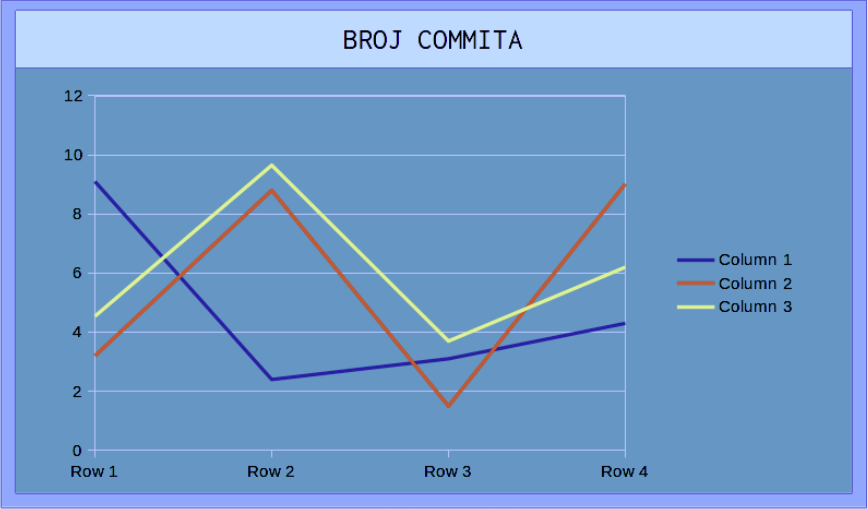 BROJ COMMITA
12
10
8
6
4
2
0
Row 1 Row 2 Row 3 Row 4
Column 1
Column 2
Column 3